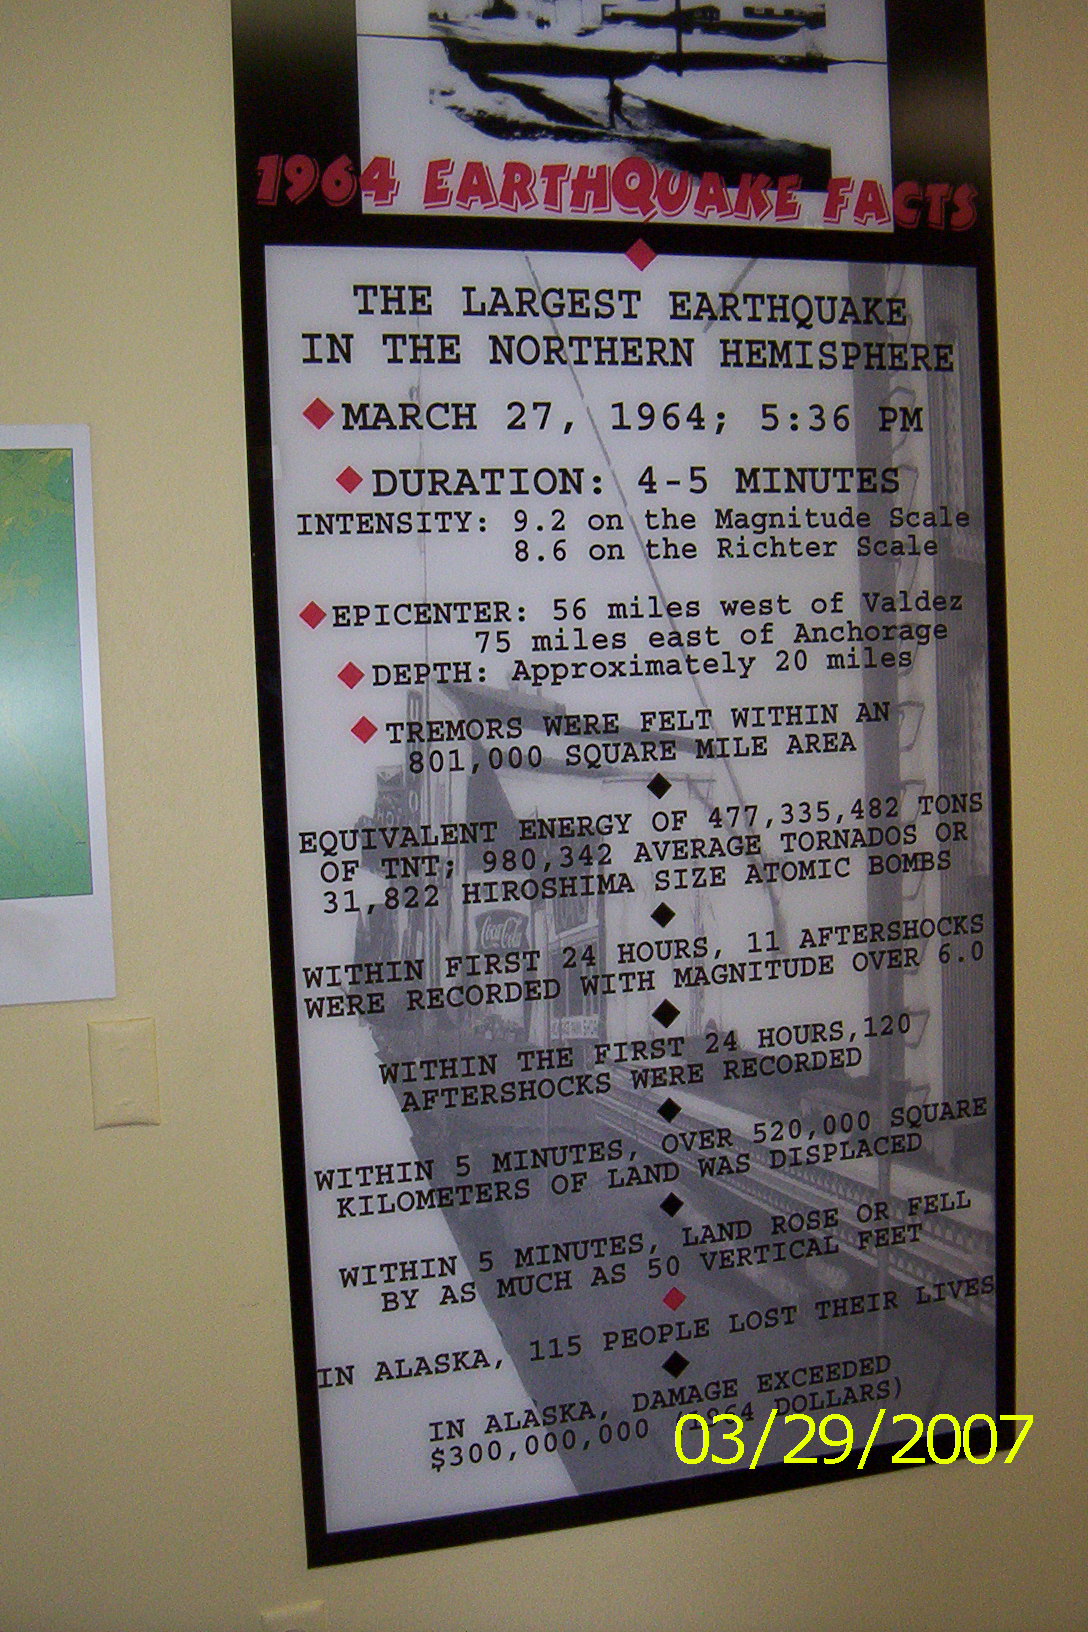 1964 EARTHQUAKE FACTS
THE LARGEST EARTHQUAKE
IN THE NORTHERN HEMISPHERE
MARCH 27, 1964; 5:36 PM
DURATION: 4-5 MINUTES
INTENSITY: 9.2 on the Magnitude Scale
8.6 on the Richter Scale
EPICENTER: 56 miles west of Valdez
75 miles east of Anchorage
DEPTH: Approximately 20 miles
TREMORS WERE FELT WITHIN AN
801,000 SQUARE MILE AREA
EQUIVALENT ENERGY OF 477,335,482 TONS
OF TNT; 980,342 AVERAGE TORNADOS OR
31,822 HIROSHIMA SIZE ATOMIC BOMBS
Coca-Cola
WITHIN FIRST 24 HOURS, 11 AFTERSHOCKS
WERE RECORDED WITH MAGNITUDE OVER 6.0
WITHIN THE FIRST 24 HOURS,120
AFTERSHOCKS WERE RECORDED
WITHIN 5 MINUTES, OVER 520,000 SQUARE
KILOMETERS OF LAND WAS DISPLACED
WITHIN 5 MINUTES, LAND ROSE OR FELL
BY AS MUCH AS 50 VERTICAL FEET
IN ALASKA, 115 PEOPLE LOST THEIR LIVES
IN ALASKA, DAMAGE EXCEEDED
$300,000,000 (1964 DOLLARS)
03/29/2007